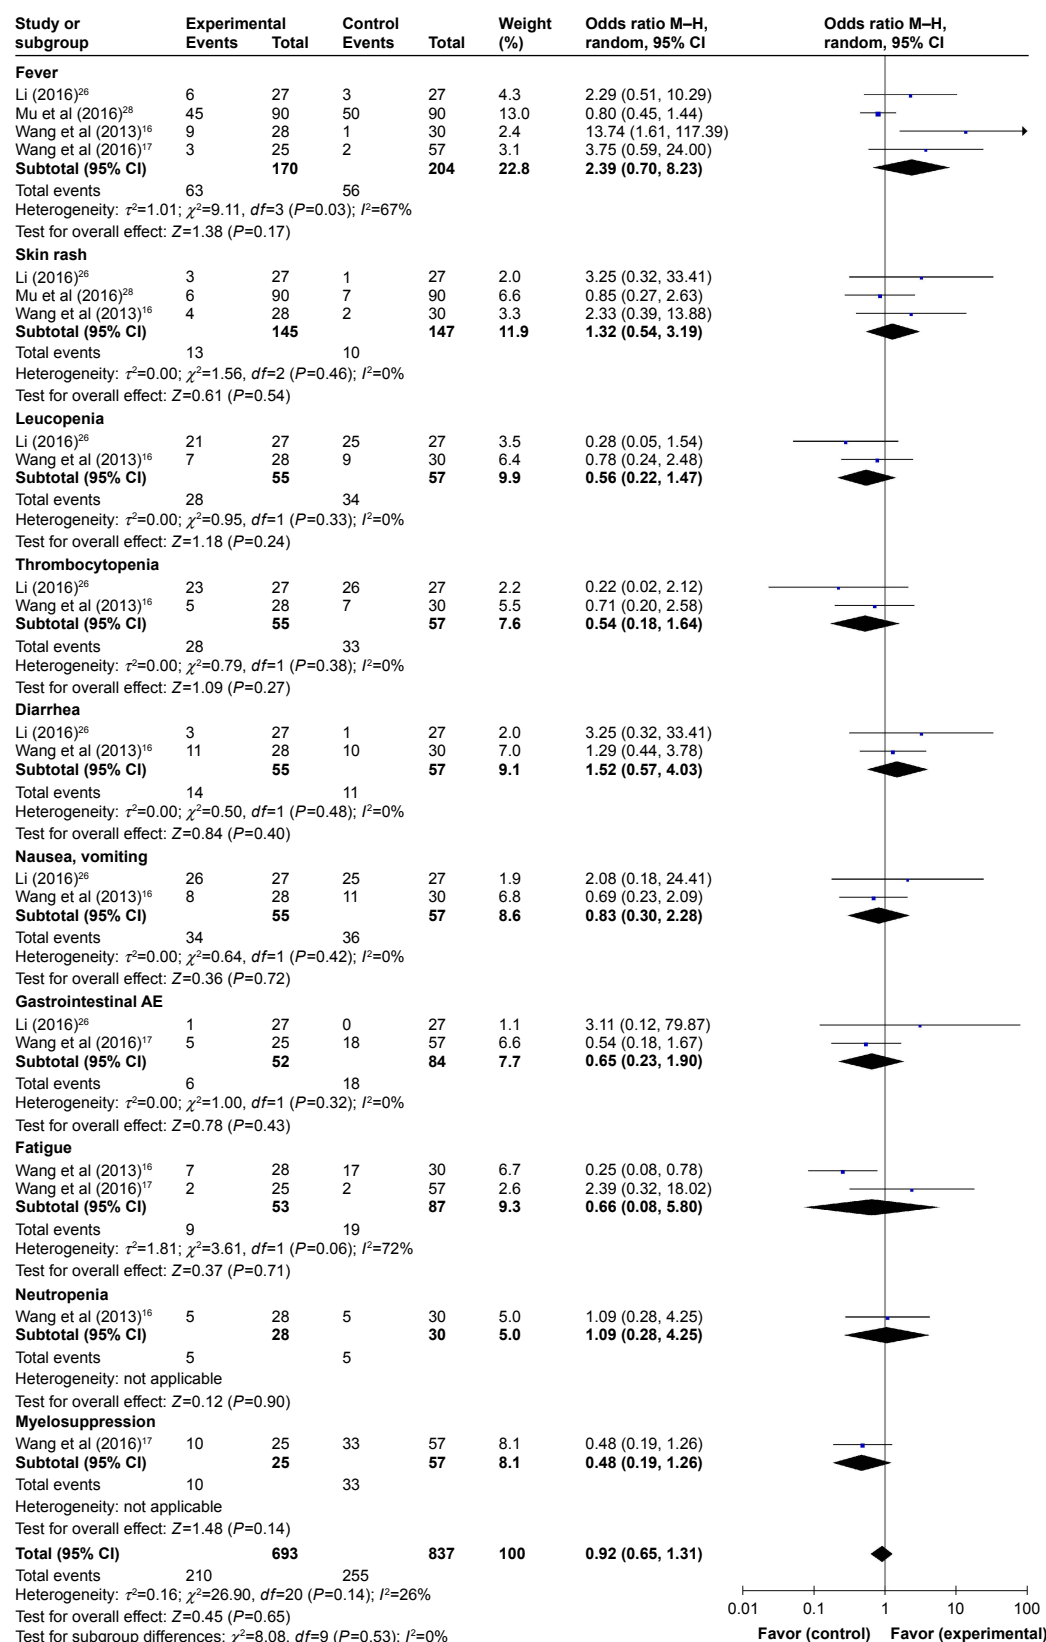 Study or Experimental Control Weight Odds ratio M–H, Odds ratio M–H,
subgroup Events Total Events Total (%) random, 95% CI random, 95% CI
Fever
Li (2016)²⁶ 6 27 3 27 4.3 2.29 (0.51, 10.29)
Mu et al (2016)²⁸ 45 90 50 90 13.0 0.80 (0.45, 1.44)
Wang et al (2013)¹⁶ 9 28 1 30 2.4 13.74 (1.61, 117.39)
Wang et al (2016)¹⁷ 3 25 2 57 3.1 3.75 (0.59, 24.00)
Subtotal (95% CI) 170 204 22.8 2.39 (0.70, 8.23)
Total events 63 56
Heterogeneity: τ²=1.01; χ²=9.11, df=3 (P=0.03); I²=67%
Test for overall effect: Z=1.38 (P=0.17)
Skin rash
Li (2016)²⁶ 3 27 1 27 2.0 3.25 (0.32, 33.41)
Mu et al (2016)²⁸ 6 90 7 90 6.6 0.85 (0.27, 2.63)
Wang et al (2013)¹⁶ 4 28 2 30 3.3 2.33 (0.39, 13.88)
Subtotal (95% CI) 145 147 11.9 1.32 (0.54, 3.19)
Total events 13 10
Heterogeneity: τ²=0.00; χ²=1.56, df=2 (P=0.46); I²=0%
Test for overall effect: Z=0.61 (P=0.54)
Leucopenia
Li (2016)²⁶ 21 27 25 27 3.5 0.28 (0.05, 1.54)
Wang et al (2013)¹⁶ 7 28 9 30 6.4 0.78 (0.24, 2.48)
Subtotal (95% CI) 55 57 9.9 0.56 (0.22, 1.47)
Total events 28 34
Heterogeneity: τ²=0.00; χ²=0.95, df=1 (P=0.33); I²=0%
Test for overall effect: Z=1.18 (P=0.24)
Thrombocytopenia
Li (2016)²⁶ 23 27 26 27 2.2 0.22 (0.02, 2.12)
Wang et al (2013)¹⁶ 5 28 7 30 5.5 0.71 (0.20, 2.58)
Subtotal (95% CI) 55 57 7.6 0.54 (0.18, 1.64)
Total events 28 33
Heterogeneity: τ²=0.00; χ²=0.79, df=1 (P=0.38); I²=0%
Test for overall effect: Z=1.09 (P=0.27)
Diarrhea
Li (2016)²⁶ 3 27 1 27 2.0 3.25 (0.32, 33.41)
Wang et al (2013)¹⁶ 11 28 10 30 7.0 1.29 (0.44, 3.78)
Subtotal (95% CI) 55 57 9.1 1.52 (0.57, 4.03)
Total events 14 11
Heterogeneity: τ²=0.00; χ²=0.50, df=1 (P=0.48); I²=0%
Test for overall effect: Z=0.84 (P=0.40)
Nausea, vomiting
Li (2016)²⁶ 26 27 25 27 1.9 2.08 (0.18, 24.41)
Wang et al (2013)¹⁶ 8 28 11 30 6.8 0.69 (0.23, 2.09)
Subtotal (95% CI) 55 57 8.6 0.83 (0.30, 2.28)
Total events 34 36
Heterogeneity: τ²=0.00; χ²=0.64, df=1 (P=0.42); I²=0%
Test for overall effect: Z=0.36 (P=0.72)
Gastrointestinal AE
Li (2016)²⁶ 1 27 0 27 1.1 3.11 (0.12, 79.87)
Wang et al (2016)¹⁷ 5 25 18 57 6.6 0.54 (0.18, 1.67)
Subtotal (95% CI) 52 84 7.7 0.65 (0.23, 1.90)
Total events 6 18
Heterogeneity: τ²=0.00; χ²=1.00, df=1 (P=0.32); I²=0%
Test for overall effect: Z=0.78 (P=0.43)
Fatigue
Wang et al (2013)¹⁶ 7 28 17 30 6.7 0.25 (0.08, 0.78)
Wang et al (2016)¹⁷ 2 25 2 57 2.6 2.39 (0.32, 18.02)
Subtotal (95% CI) 53 87 9.3 0.66 (0.08, 5.80)
Total events 9 19
Heterogeneity: τ²=1.81; χ²=3.61, df=1 (P=0.06); I²=72%
Test for overall effect: Z=0.37 (P=0.71)
Neutropenia
Wang et al (2013)¹⁶ 5 28 5 30 5.0 1.09 (0.28, 4.25)
Subtotal (95% CI) 28 30 5.0 1.09 (0.28, 4.25)
Total events 5 5
Heterogeneity: not applicable
Test for overall effect: Z=0.12 (P=0.90)
Myelosuppression
Wang et al (2016)¹⁷ 10 25 33 57 8.1 0.48 (0.19, 1.26)
Subtotal (95% CI) 25 57 8.1 0.48 (0.19, 1.26)
Total events 10 33
Heterogeneity: not applicable
Test for overall effect: Z=1.48 (P=0.14)
Total (95% CI) 693 837 100 0.92 (0.65, 1.31)
Total events 210 255
Heterogeneity: τ²=0.16; χ²=26.90, df=20 (P=0.14); I²=26%
Test for overall effect: Z=0.45 (P=0.65)
Test for subgroup differences: χ²=8.08, df=9 (P=0.53); I²=0%
0.01 0.1 1 10 100
Favor (control) Favor (experimental)